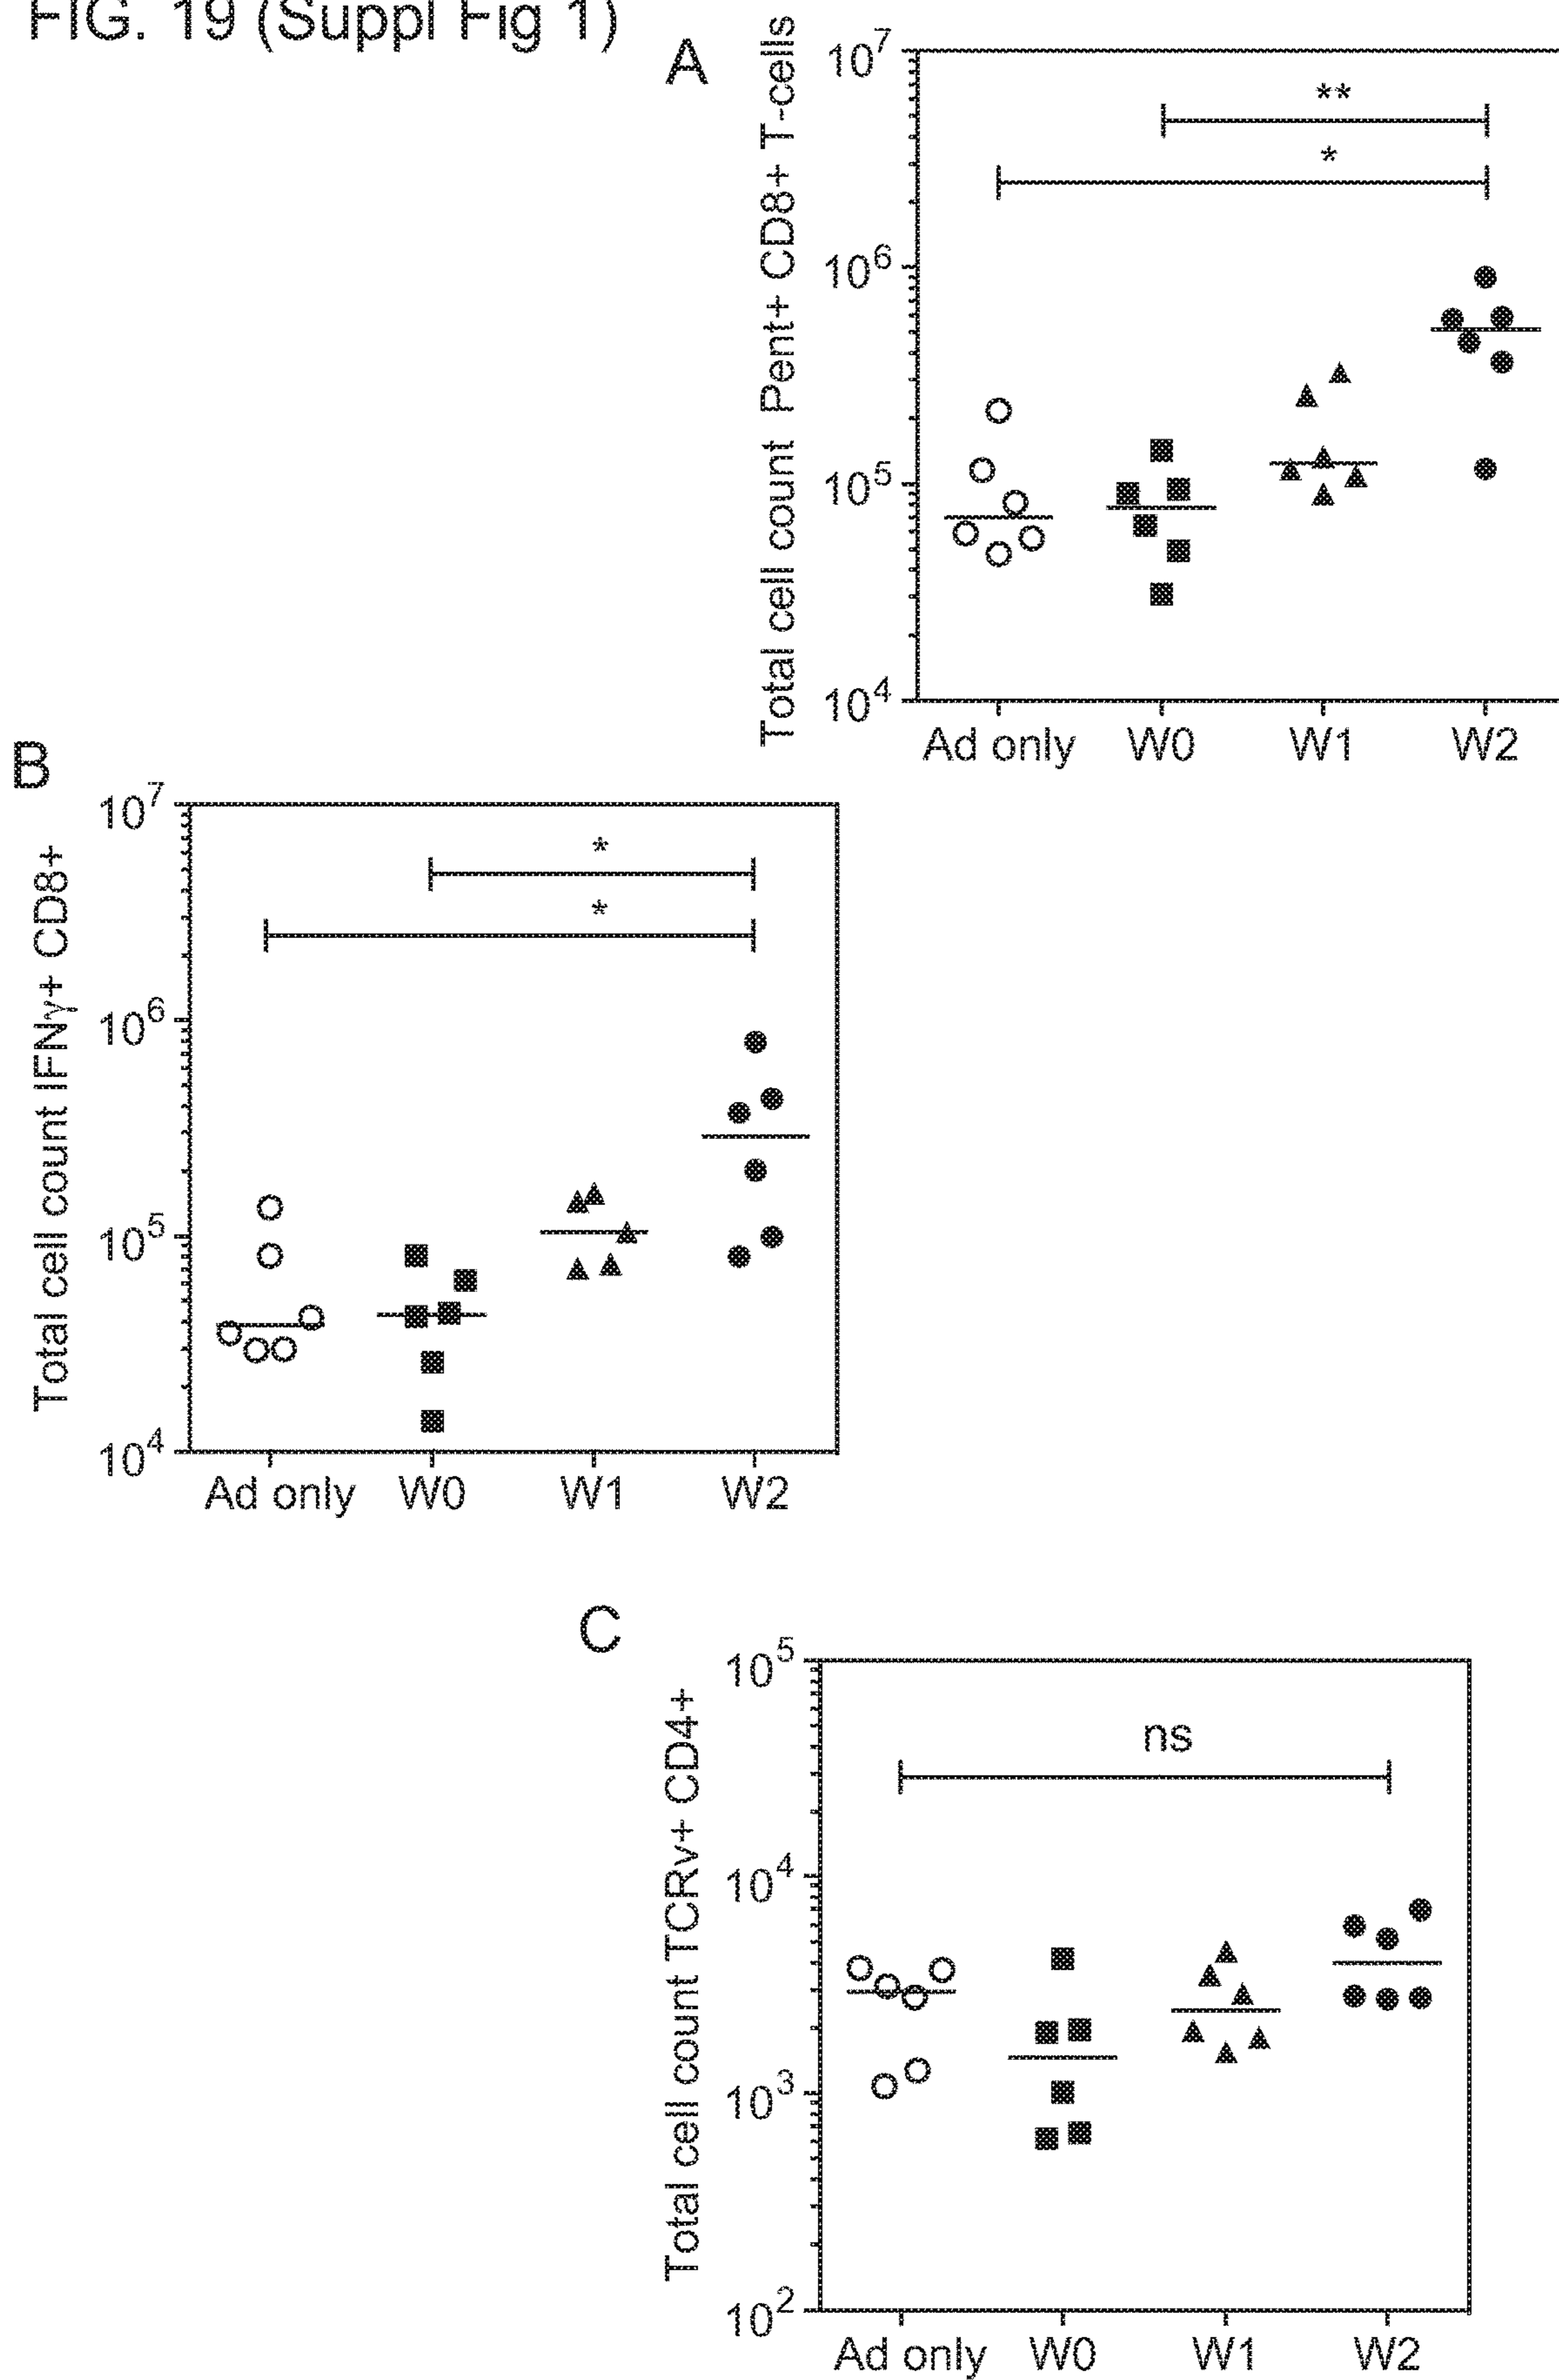 FIG. 19 (Suppl Fig 1)
A
Total cell count Pent+ CD8+ T-cells
10^7
10^6
10^5
10^4
**
*
Ad only W0 W1 W2
B
Total cell count IFNγ+ CD8+
10^7
10^6
10^5
10^4
*
*
Ad only W0 W1 W2
C
Total cell count TCRv+ CD4+
10^5
10^4
10^3
10^2
ns
Ad only W0 W1 W2